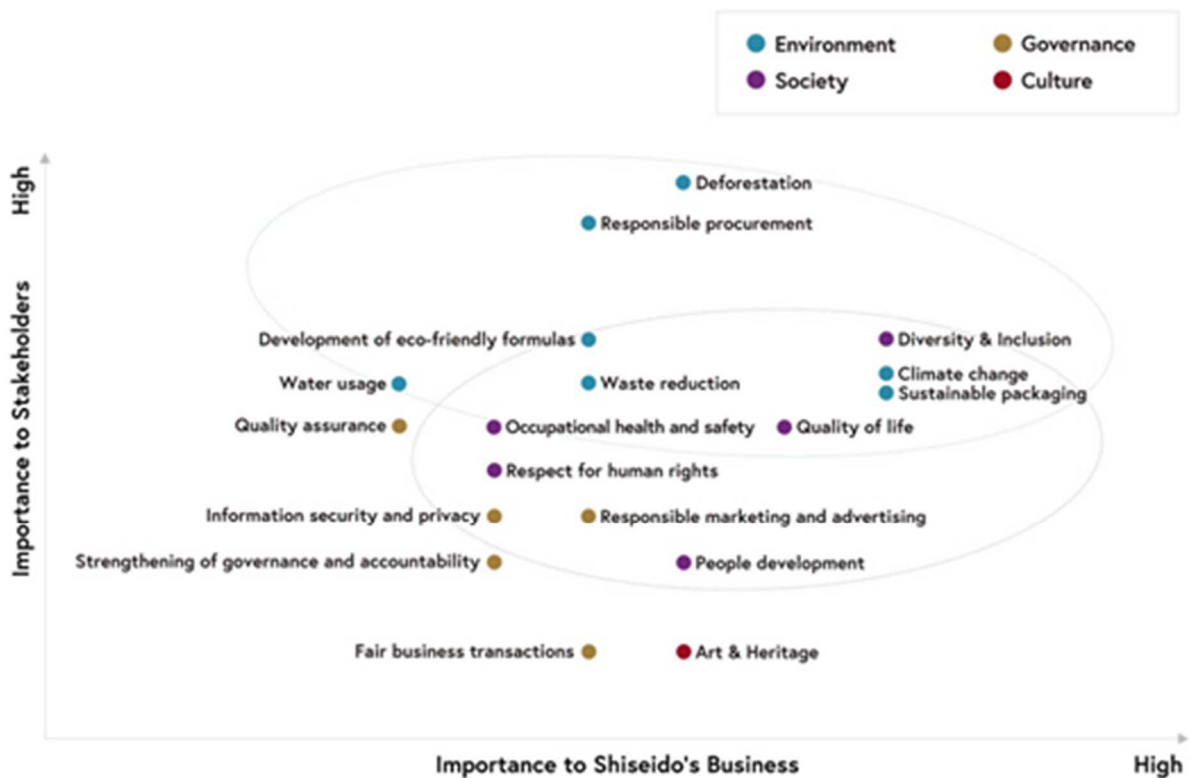 Environment
Governance
Society
Culture
High
Importance to Stakeholders
Deforestation
Responsible procurement
Development of eco-friendly formulas
Diversity & Inclusion
Climate change
Water usage
Waste reduction
Sustainable packaging
Quality assurance
Occupational health and safety
Quality of life
Respect for human rights
Information security and privacy
Responsible marketing and advertising
Strengthening of governance and accountability
People development
Fair business transactions
Art & Heritage
Importance to Shiseido's Business
High